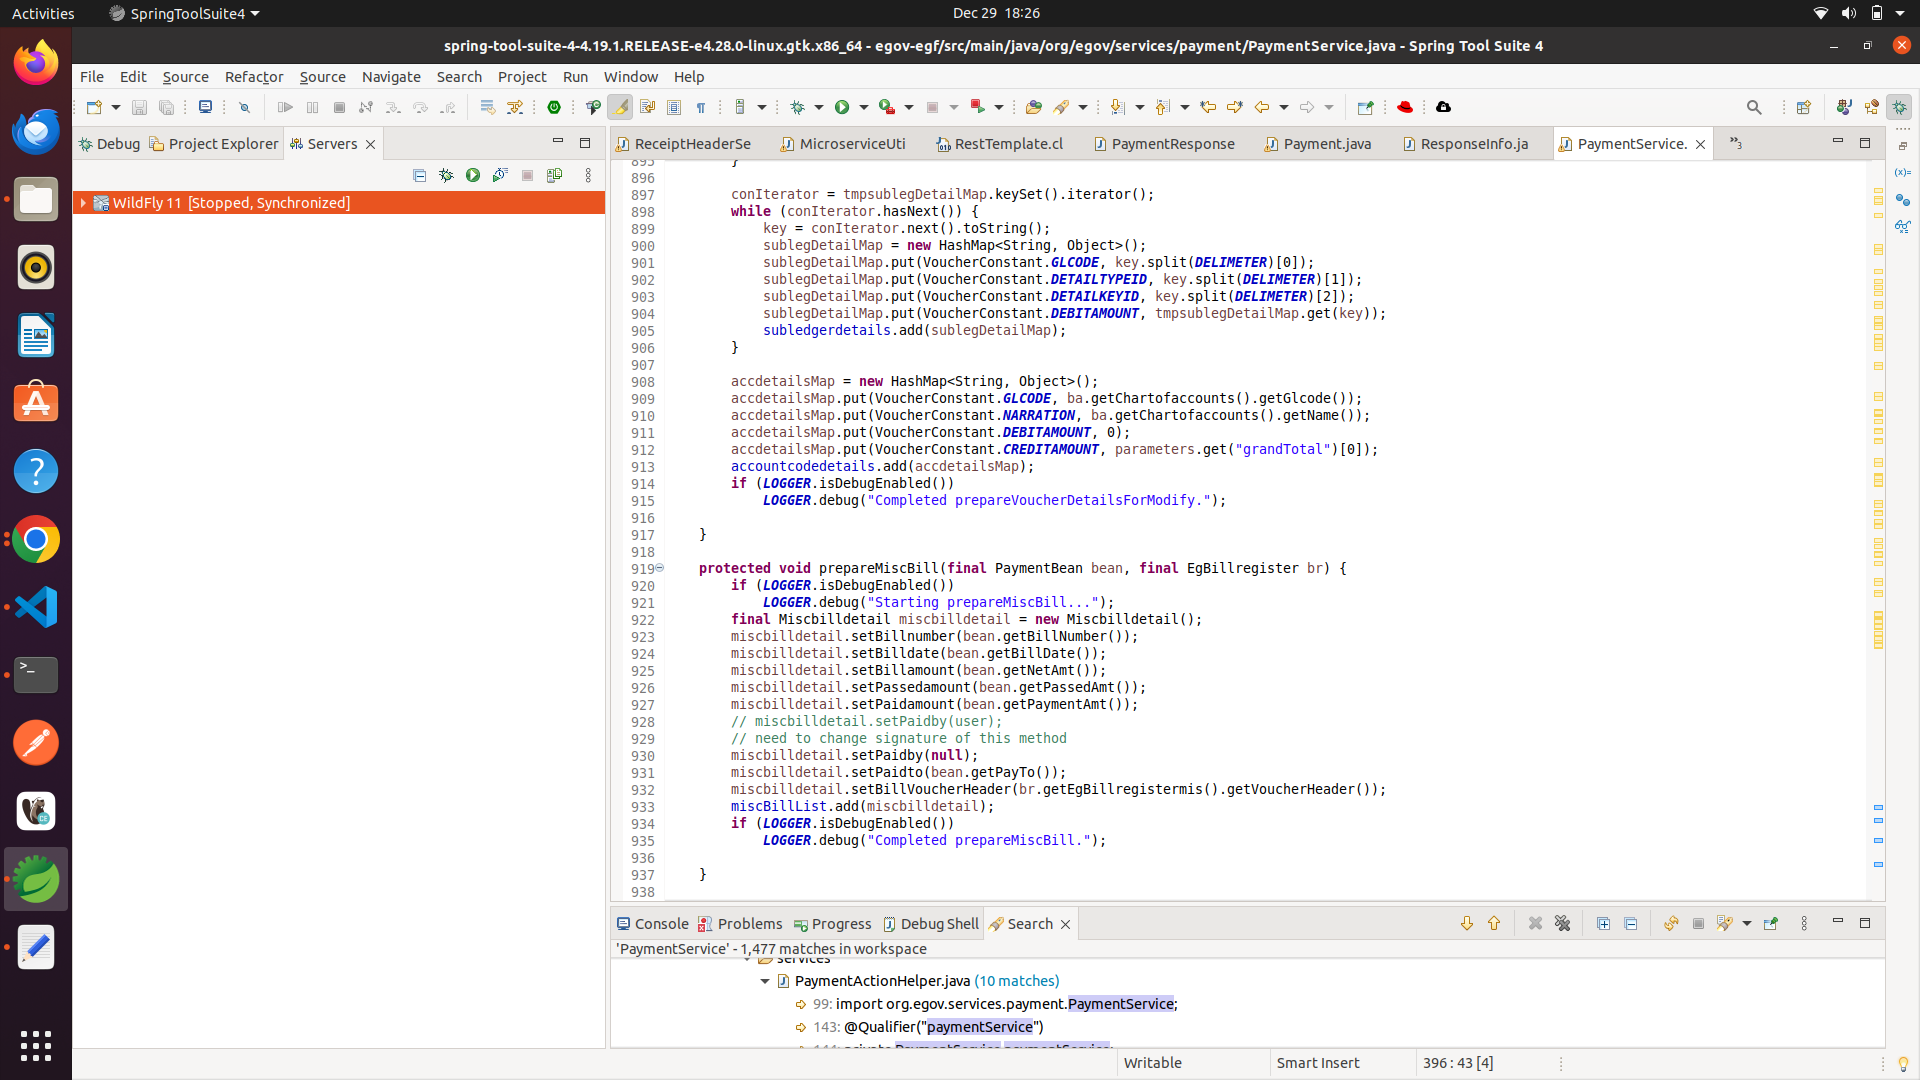 Activities
SpringToolSuite4
Dec 29 18:26
spring-tool-suite-4-4.19.1.RELEASE-e4.28.0-linux.gtk.x86_64 - egov-egf/src/main/java/org/egov/services/payment/PaymentService.java - Spring Tool Suite 4
File Edit Source Refactor Source Navigate Search Project Run Window Help
Debug Project Explorer Servers
WildFly 11 [Stopped, Synchronized]
ReceiptHeaderSe MicroserviceUti RestTemplate.cl PaymentResponse Payment.java ResponseInfo.ja PaymentService. »3
895 }
896
897 conIterator = tmpsublegDetailMap.keySet().iterator();
898 while (conIterator.hasNext()) {
899 key = conIterator.next().toString();
900 sublegDetailMap = new HashMap<String, Object>();
901 sublegDetailMap.put(VoucherConstant.GLCODE, key.split(DELIMETER)[0]);
902 sublegDetailMap.put(VoucherConstant.DETAILTYPEID, key.split(DELIMETER)[1]);
903 sublegDetailMap.put(VoucherConstant.DETAILKEYID, key.split(DELIMETER)[2]);
904 sublegDetailMap.put(VoucherConstant.DEBITAMOUNT, tmpsublegDetailMap.get(key));
905 subledgerdetails.add(sublegDetailMap);
906 }
907
908 accdetailsMap = new HashMap<String, Object>();
909 accdetailsMap.put(VoucherConstant.GLCODE, ba.getChartofaccounts().getGlcode());
910 accdetailsMap.put(VoucherConstant.NARRATION, ba.getChartofaccounts().getName());
911 accdetailsMap.put(VoucherConstant.DEBITAMOUNT, 0);
912 accdetailsMap.put(VoucherConstant.CREDITAMOUNT, parameters.get("grandTotal")[0]);
913 accountcodedetails.add(accdetailsMap);
914 if (LOGGER.isDebugEnabled())
915 LOGGER.debug("Completed prepareVoucherDetailsForModify.");
916
917 }
918
919 protected void prepareMiscBill(final PaymentBean bean, final EgBillregister br) {
920 if (LOGGER.isDebugEnabled())
921 LOGGER.debug("Starting prepareMiscBill...");
922 final Miscbilldetail miscbilldetail = new Miscbilldetail();
923 miscbilldetail.setBillnumber(bean.getBillNumber());
924 miscbilldetail.setBilldate(bean.getBillDate());
925 miscbilldetail.setBillamount(bean.getNetAmt());
926 miscbilldetail.setPassedamount(bean.getPassedAmt());
927 miscbilldetail.setPaidamount(bean.getPaymentAmt());
928 // miscbilldetail.setPaidby(user);
929 // need to change signature of this method
930 miscbilldetail.setPaidby(null);
931 miscbilldetail.setPaidto(bean.getPayTo());
932 miscbilldetail.setBillVoucherHeader(br.getEgBillregistermis().getVoucherHeader());
933 miscBillList.add(miscbilldetail);
934 if (LOGGER.isDebugEnabled())
935 LOGGER.debug("Completed prepareMiscBill.");
936
937 }
938
Console Problems Progress Debug Shell Search
'PaymentService' - 1,477 matches in workspace
services
PaymentActionHelper.java (10 matches)
99: import org.egov.services.payment.PaymentService;
143: @Qualifier("paymentService")
144: private PaymentService paymentService;
Writable
Smart Insert
396 : 43 [4]